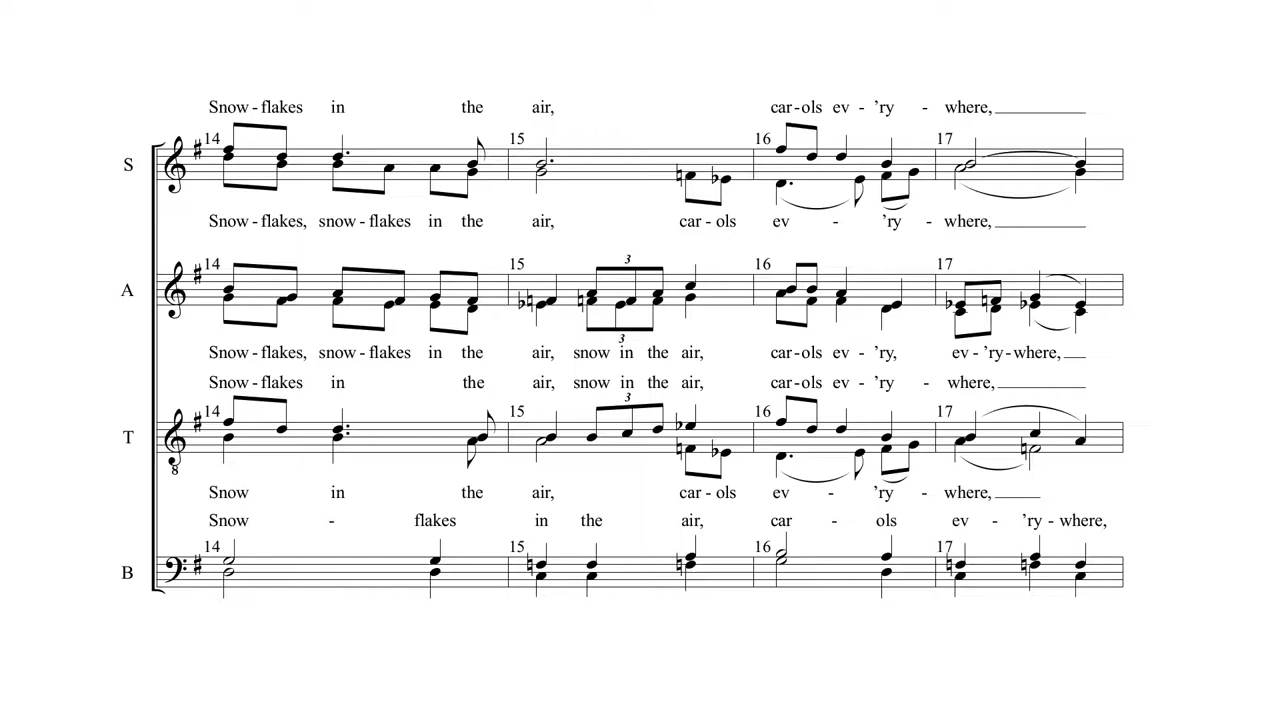 Snow - flakes in the air, car - ols ev - 'ry - where,
14 15 16 17
S
Snow - flakes, snow - flakes in the air, car - ols ev - 'ry - where,
14 15 3 16 17
A
3
Snow - flakes, snow - flakes in the air, snow in the air, car - ols ev - 'ry, ev - 'ry - where,
Snow - flakes in the air, snow in the air, car - ols ev - 'ry - where,
14 15 3 16 17
T
8
Snow in the air, car - ols ev - 'ry - where,
Snow - flakes in the air, car - ols ev - 'ry - where,
14 15 16 17
B